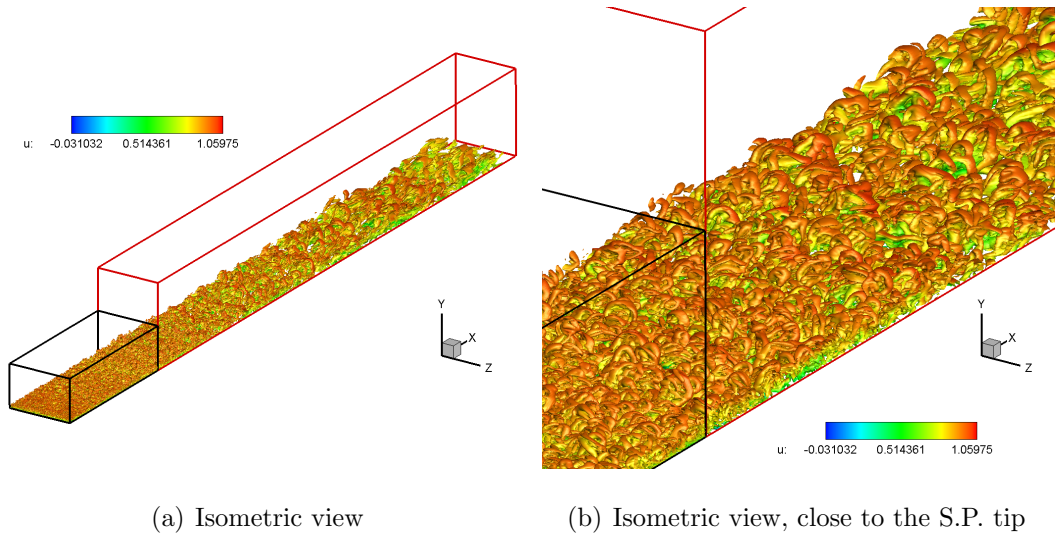 u: -0.031032 0.514361 1.05975
Y
X
Z
(a) Isometric view
Y
X
Z
u: -0.031032 0.514361 1.05975
(b) Isometric view, close to the S.P. tip